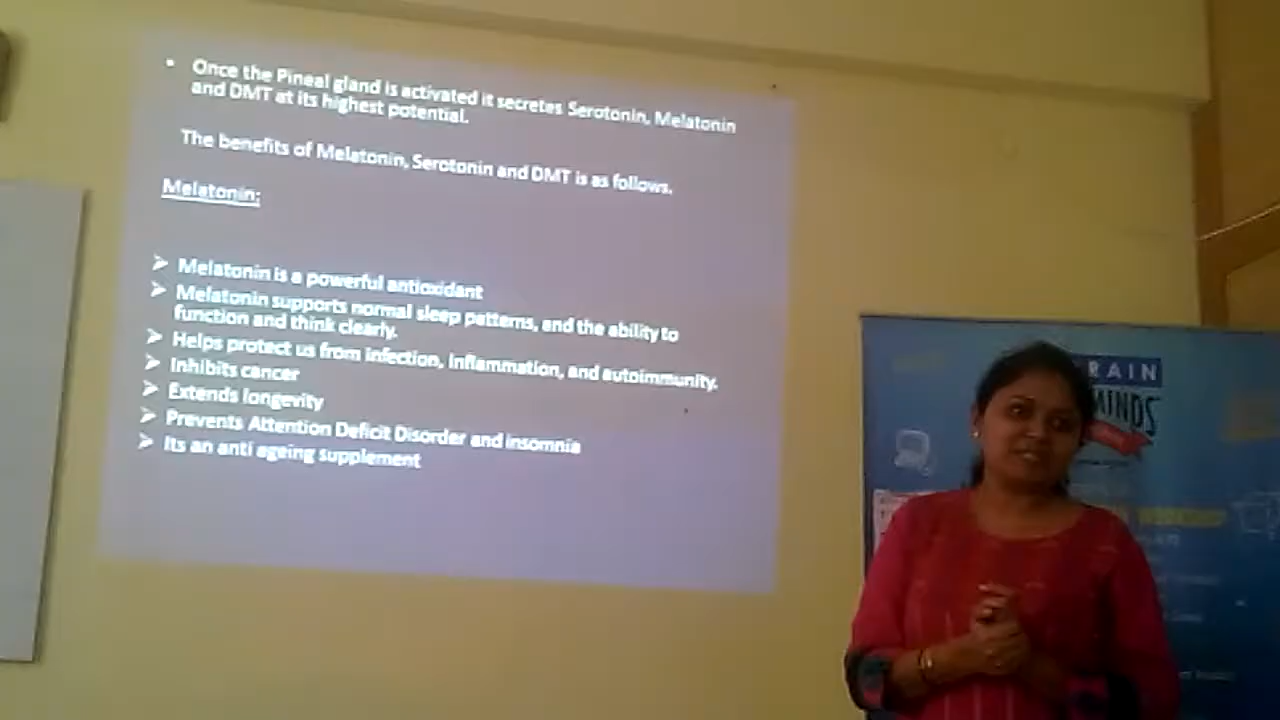 • Once the Pineal gland is activated it secretes Serotonin, Melatonin
and DMT at its highest potential.
The benefits of Melatonin, Serotonin and DMT is as follows.
Melatonin:
➢ Melatonin is a powerful antioxidant
➢ Melatonin supports normal sleep patterns, and the ability to
function and think clearly.
➢ Helps protect us from infection, inflammation, and autoimmunity.
➢ Inhibits cancer
➢ Extends longevity
➢ Prevents Attention Deficit Disorder and insomnia
➢ Its an anti ageing supplement
RAIN
MINDS